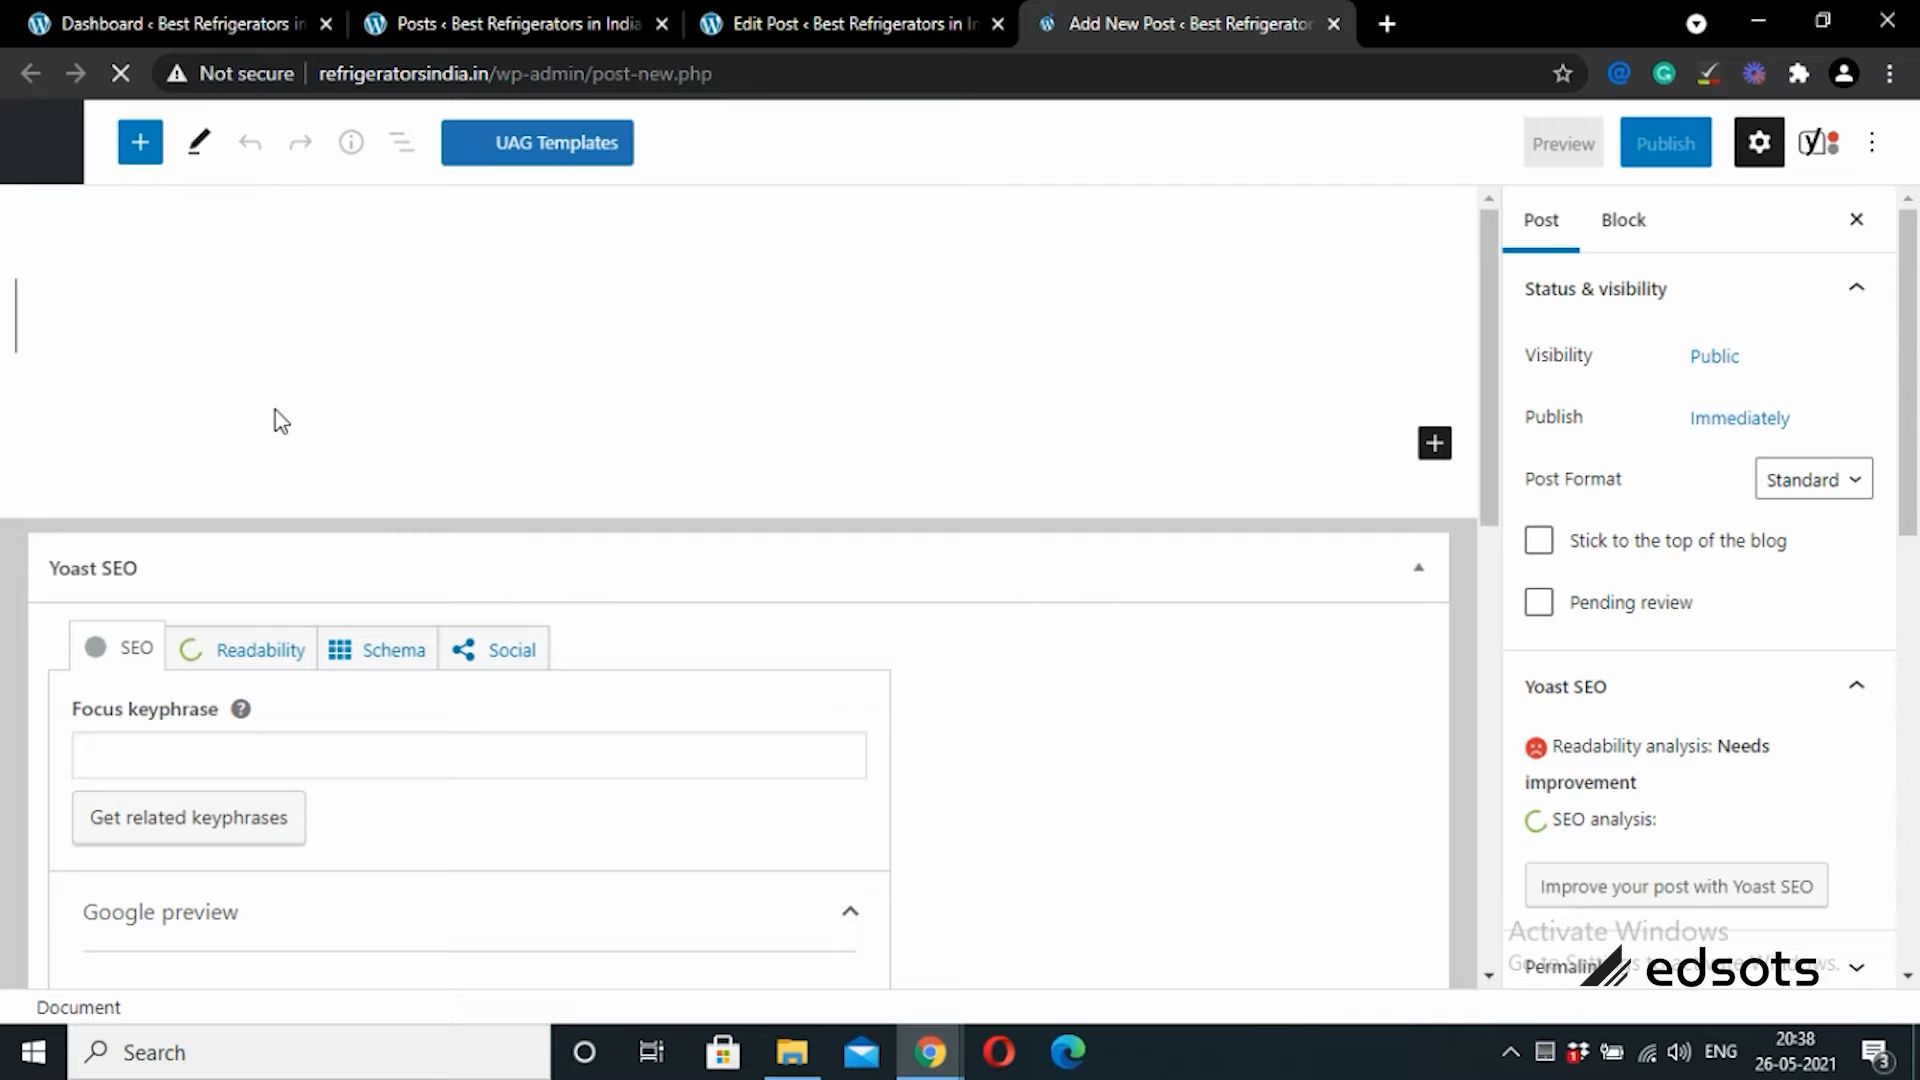 Dashboard ‹ Best Refrigerators in
Posts ‹ Best Refrigerators in India
Edit Post ‹ Best Refrigerators in In
Add New Post ‹ Best Refrigerator
Not secure
refrigeratorsindia.in/wp-admin/post-new.php
UAG Templates
Preview
Publish
Post
Block
Status & visibility
Visibility
Public
Publish
Immediately
Post Format
Standard
Stick to the top of the blog
Pending review
Yoast SEO
SEO
Readability
Schema
Social
Focus keyphrase
Get related keyphrases
Google preview
Yoast SEO
Readability analysis: Needs
improvement
SEO analysis:
Improve your post with Yoast SEO
Activate Windows
edsots
Document
Search
ENG
20:38
26-05-2021
3